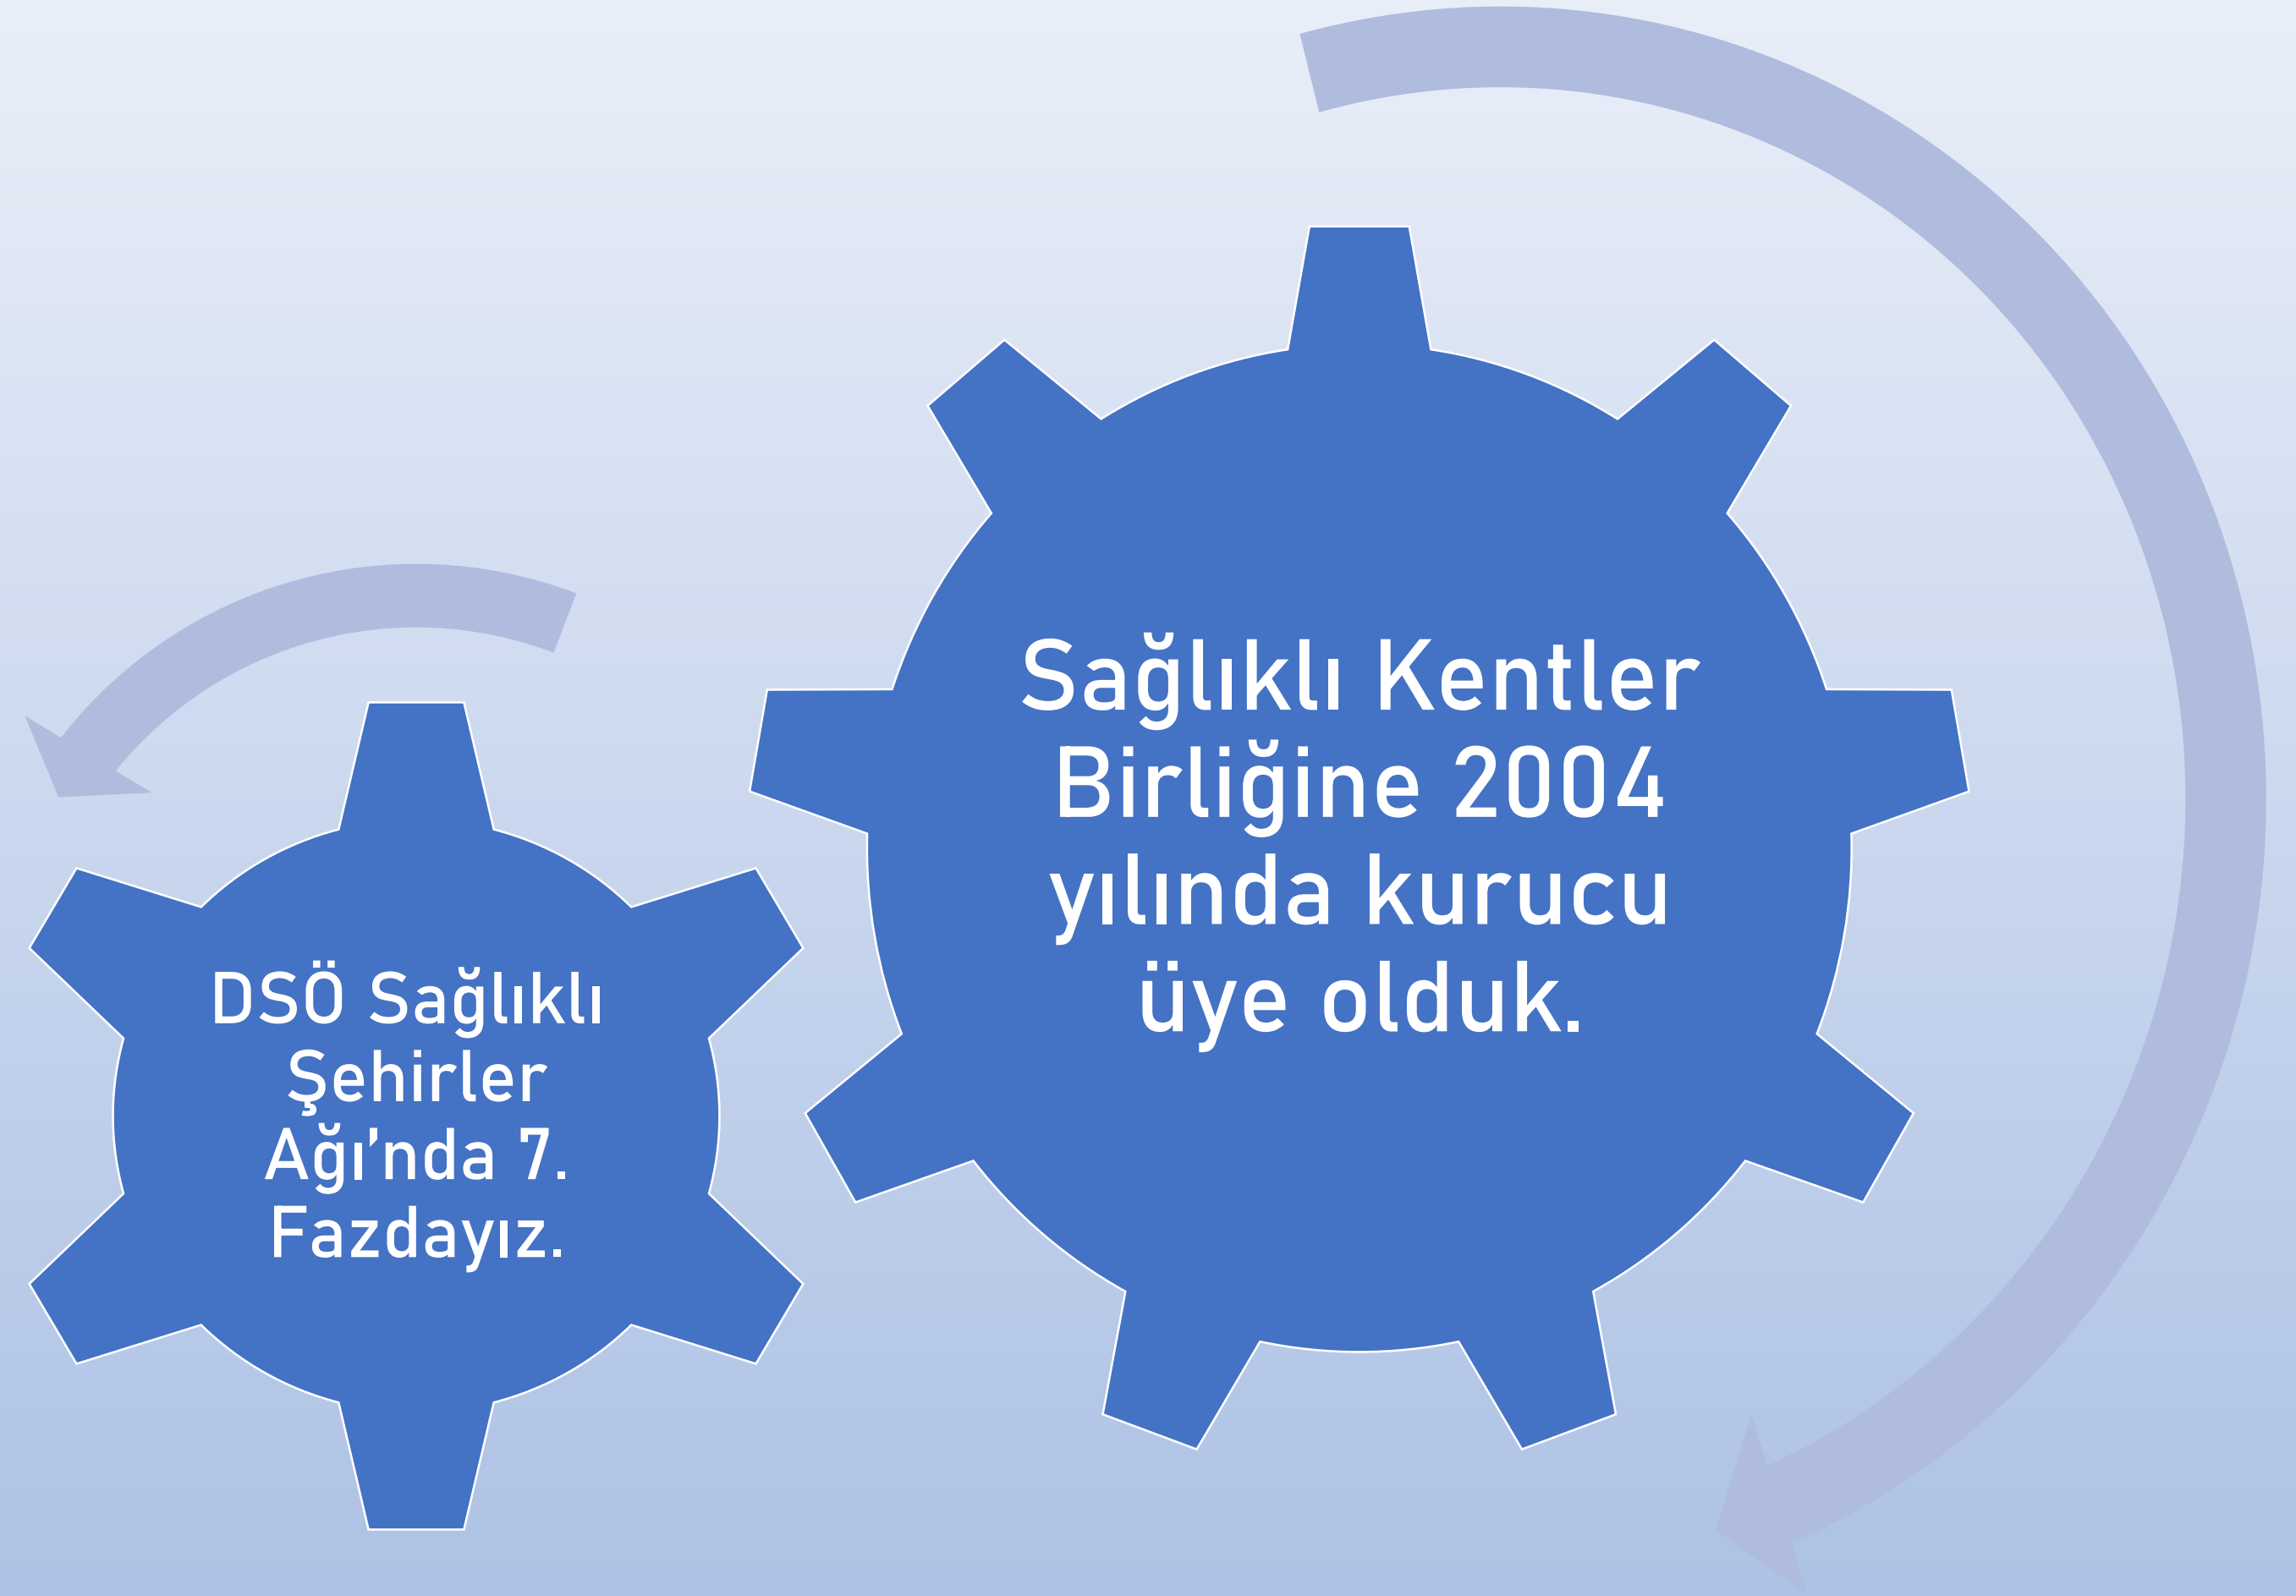 Sağlıklı Kentler
Birliğine 2004
yılında kurucu
üye olduk.
DSÖ Sağlıklı
Şehirler
Ağı’nda 7.
Fazdayız.